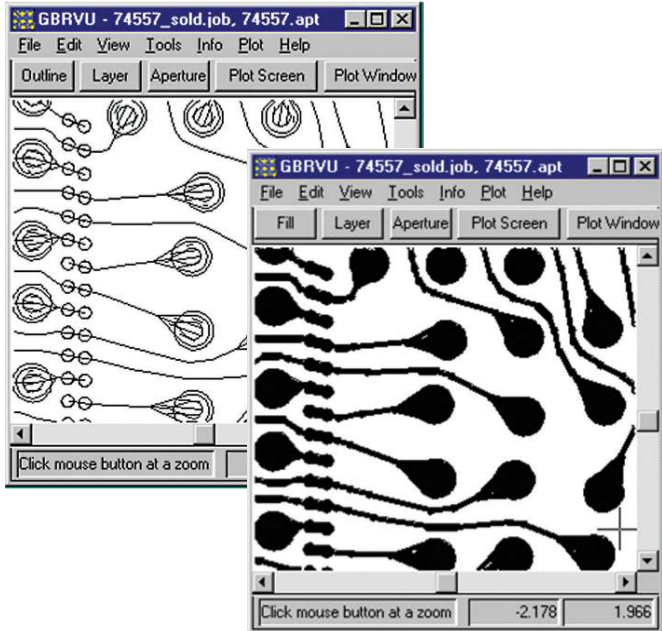 GBRVU - 74557_sold.job, 74557.apt
File Edit View Tools Info Plot Help
Outline Layer Aperture Plot Screen Plot Window
Click mouse button at a zoom
GBRVU - 74557_sold.job, 74557.apt
File Edit View Tools Info Plot Help
Fill Layer Aperture Plot Screen Plot Window
Click mouse button at a zoom -2.178 1.966